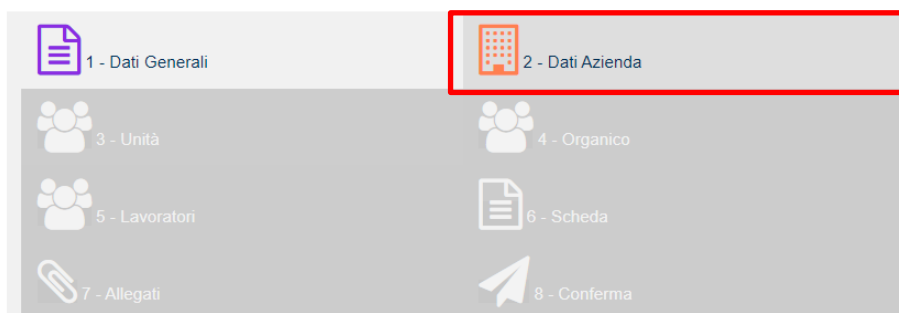 1 - Dati Generali
2 - Dati Azienda
3 - Unità
4 - Organico
5 - Lavoratori
6 - Scheda
7 - Allegati
8 - Conferma